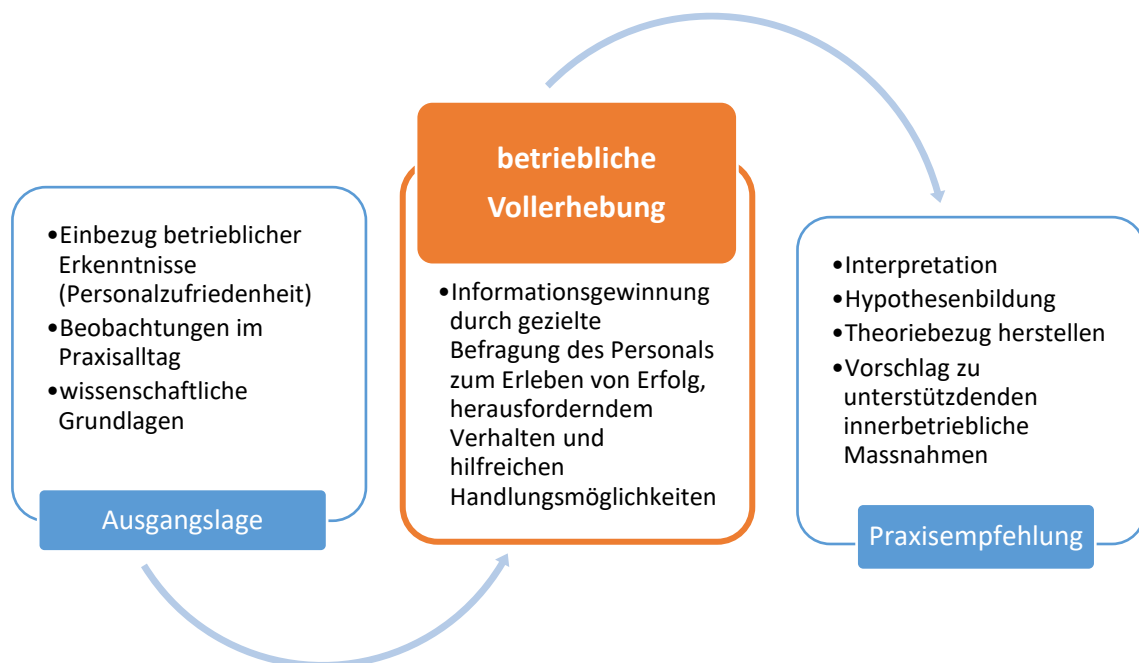 •Einbezug betrieblicher
Erkenntnisse
(Personalzufriedenheit)
•Beobachtungen im
Praxisalltag
•wissenschaftliche
Grundlagen
Ausgangslage
betriebliche
Vollerhebung
•Informationsgewinnung
durch gezielte
Befragung des Personals
zum Erleben von Erfolg,
herausforderndem
Verhalten und
hilfreichen
Handlungsmöglichkeiten
•Interpretation
•Hypothesenbildung
•Theoriebezug herstellen
•Vorschlag zu
unterstützdenden
innerbetriebliche
Massnahmen
Praxisempfehlung